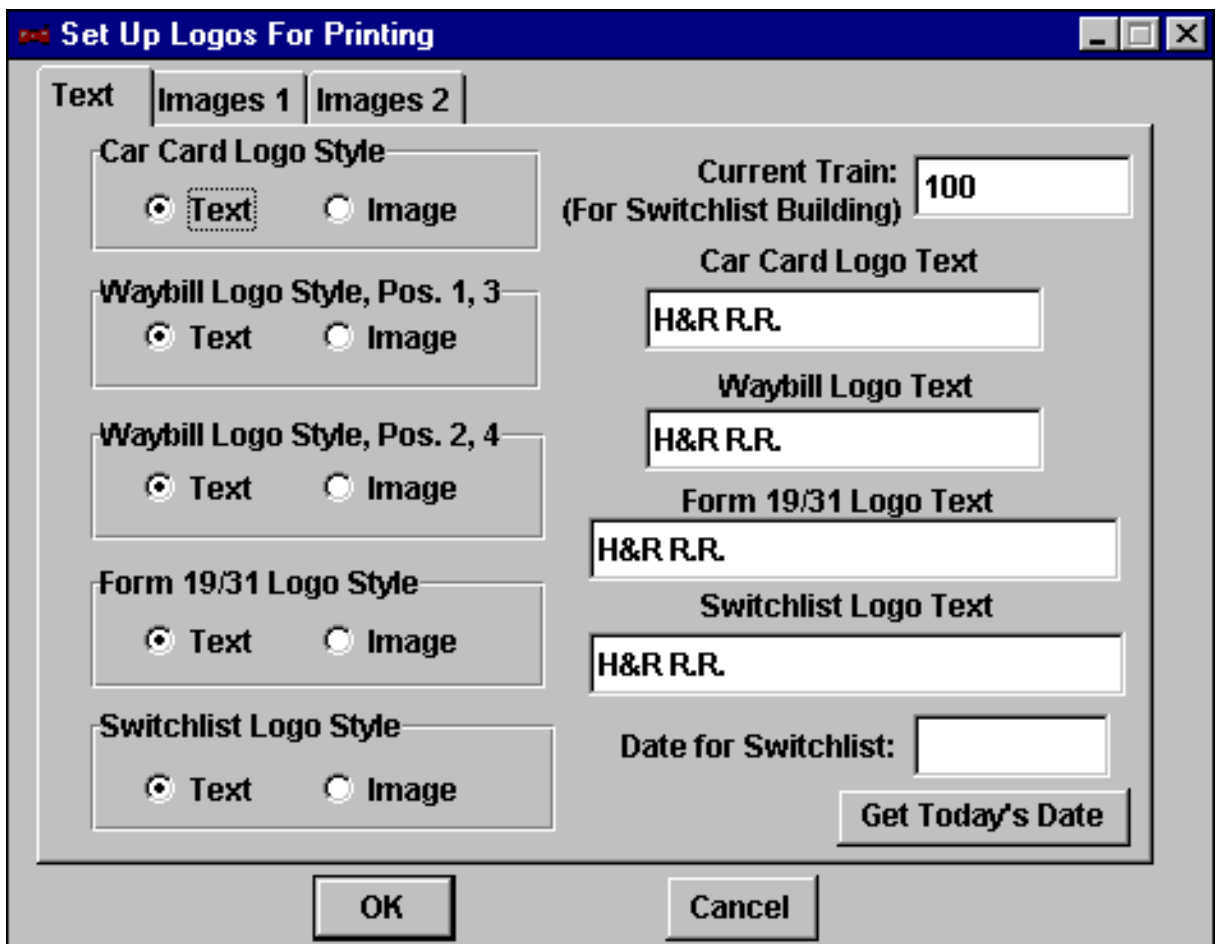 Set Up Logos For Printing
Text
Images 1
Images 2
Car Card Logo Style
Text
Image
Waybill Logo Style, Pos. 1, 3
Text
Image
Waybill Logo Style, Pos. 2, 4
Text
Image
Form 19/31 Logo Style
Text
Image
Switchlist Logo Style
Text
Image
Current Train:
(For Switchlist Building)
100
Car Card Logo Text
H&R R.R.
Waybill Logo Text
H&R R.R.
Form 19/31 Logo Text
H&R R.R.
Switchlist Logo Text
H&R R.R.
Date for Switchlist:
Get Today's Date
OK
Cancel